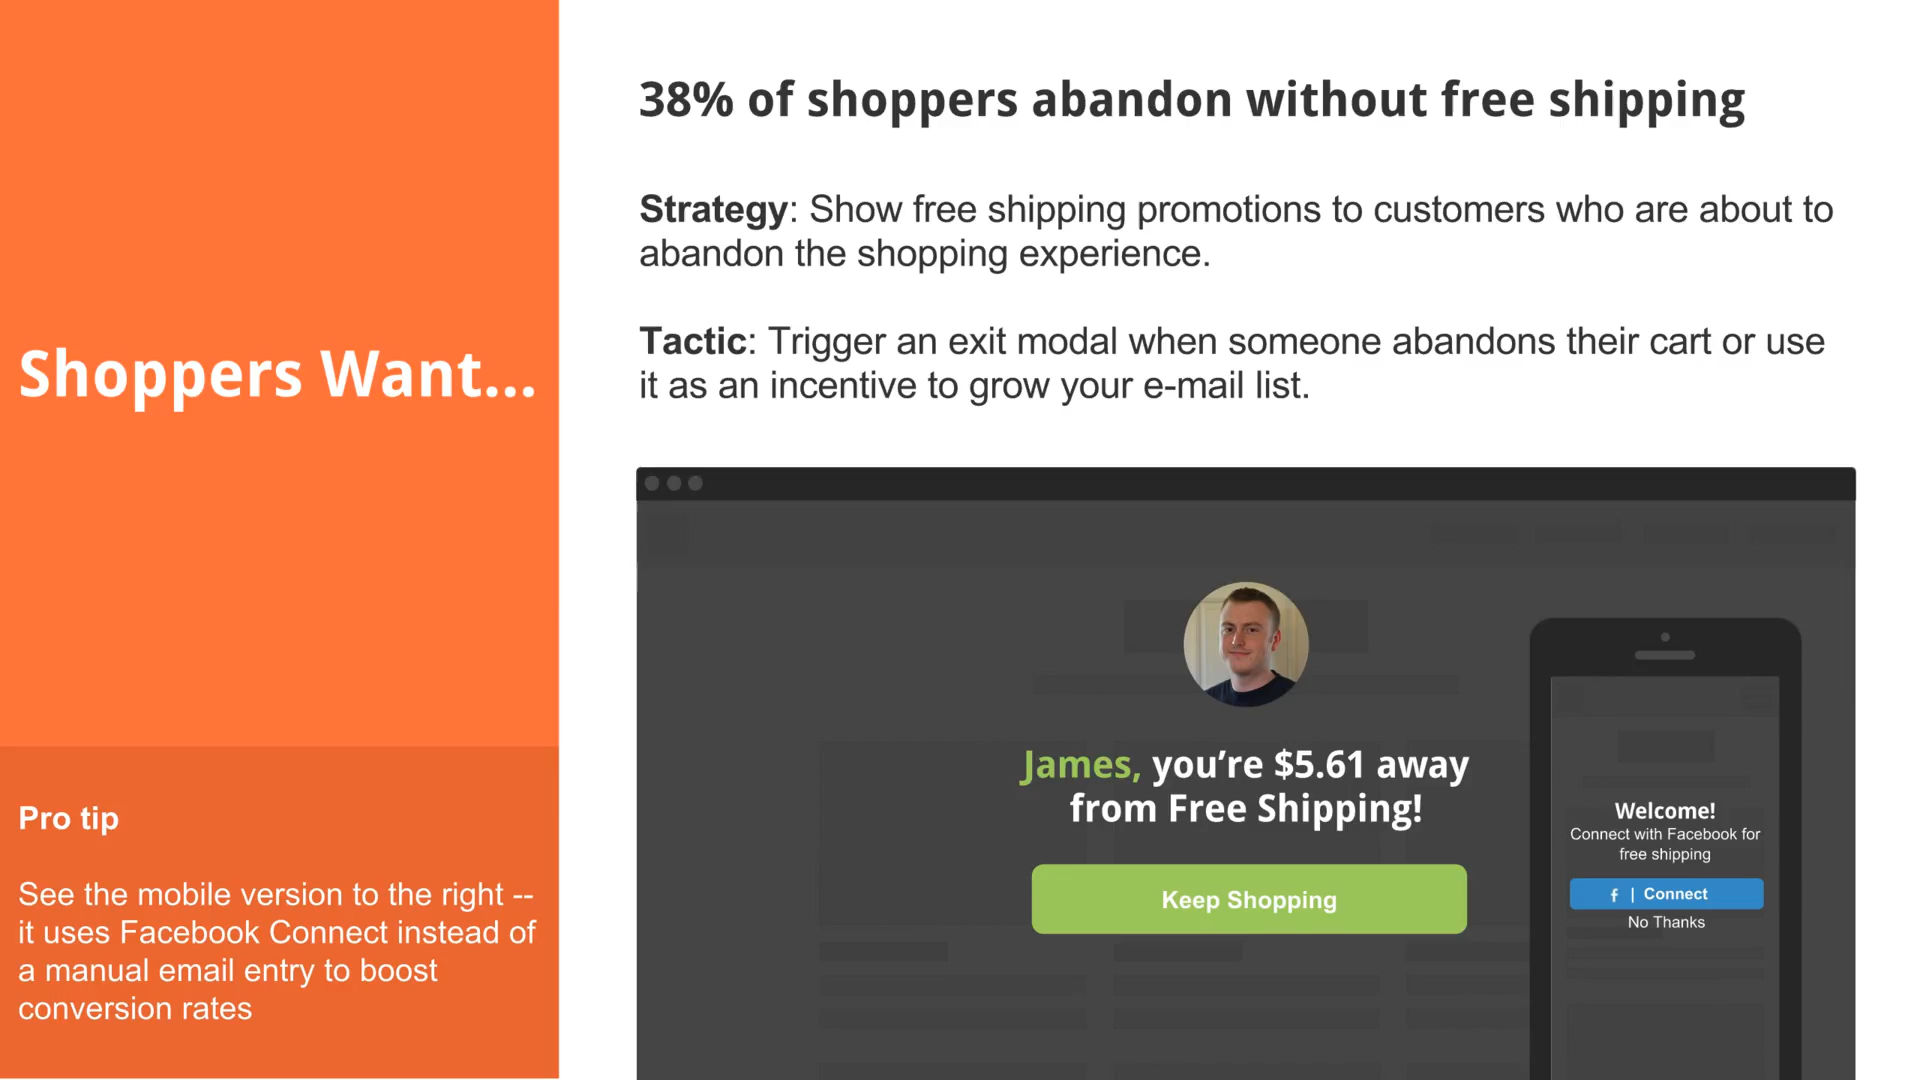 Shoppers Want...
Pro tip
See the mobile version to the right --
it uses Facebook Connect instead of
a manual email entry to boost
conversion rates
38% of shoppers abandon without free shipping
Strategy: Show free shipping promotions to customers who are about to
abandon the shopping experience.
Tactic: Trigger an exit modal when someone abandons their cart or use
it as an incentive to grow your e-mail list.
James, you’re $5.61 away
from Free Shipping!
Keep Shopping
Welcome!
Connect with Facebook for
free shipping
f | Connect
No Thanks